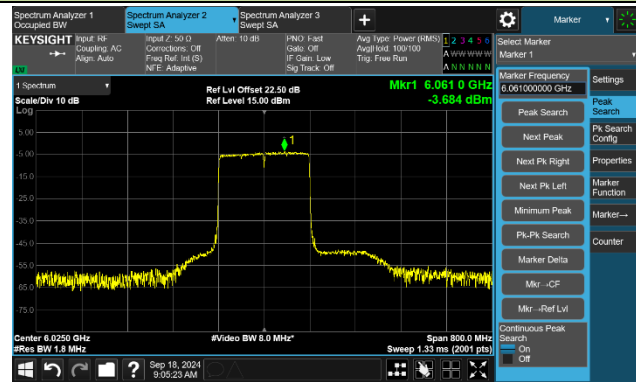 Spectrum Analyzer 1
Occupied BW
Spectrum Analyzer 2
Swept SA
Spectrum Analyzer 3
Swept SA
+
Marker
KEYSIGHT
Input: RF
Coupling: AC
Align: Auto
Input Z: 50 Ω
Corrections: Off
Freq Ref: Int (S)
NFE: Adaptive
Atten: 10 dB
PNO: Fast
Gate: Off
IF Gain: Low
Sig Track: Off
Avg Type: Power (RMS)
Avg|Hold: 100/100
Trig: Free Run
1 2 3 4 5 6
A W W W W W
A N N N N N
LW
Select Marker
Marker 1
1 Spectrum
Scale/Div 10 dB
Log
Ref Lvl Offset 22.50 dB
Ref Level 15.00 dBm
Mkr1 6.061 0 GHz
-3.684 dBm
1
5.00
-5.00
-15.0
-25.0
-35.0
-45.0
-55.0
-65.0
-75.0
Center 6.0250 GHz
#Res BW 1.8 MHz
#Video BW 8.0 MHz*
Span 800.0 MHz
Sweep 1.33 ms (2001 pts)
Marker Frequency
6.061000000 GHz
Peak Search
Next Peak
Next Pk Right
Next Pk Left
Minimum Peak
Pk-Pk Search
Marker Delta
Mkr→CF
Mkr→Ref Lvl
Continuous Peak
Search
On
Off
Settings
Peak
Search
Pk Search
Config
Properties
Marker
Function
Marker→
Counter
?
Sep 18, 2024
9:05:23 AM